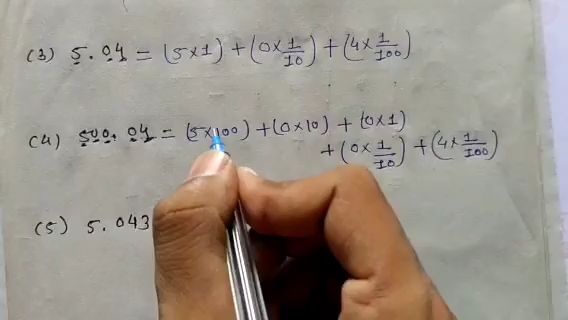 (3) 5.04 = (5×1) + (0×1/10) + (4×1/100)
(4) 500.04 = (5×100) + (0×10) + (0×1)
+ (0×1/10) + (4×1/100)
(5) 5.043